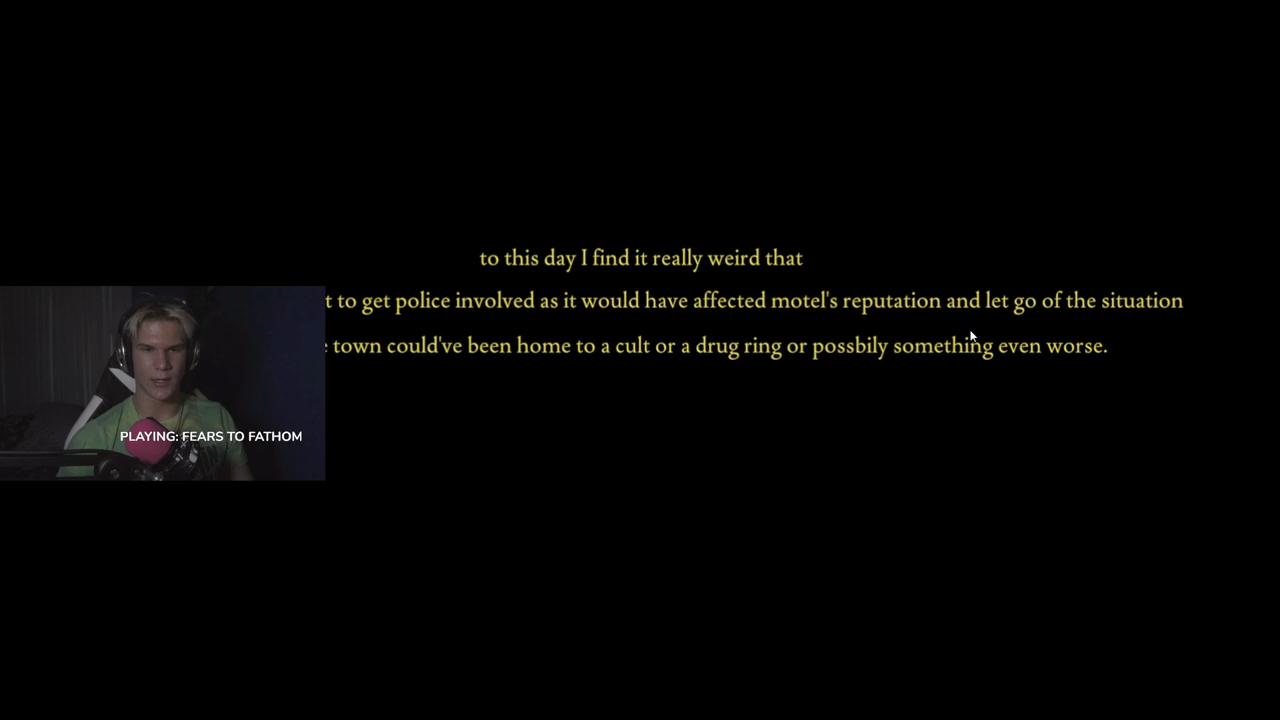 to this day I find it really weird that
t to get police involved as it would have affected motel's reputation and let go of the situation
town could've been home to a cult or a drug ring or possbily something even worse.
PLAYING: FEARS TO FATHOM